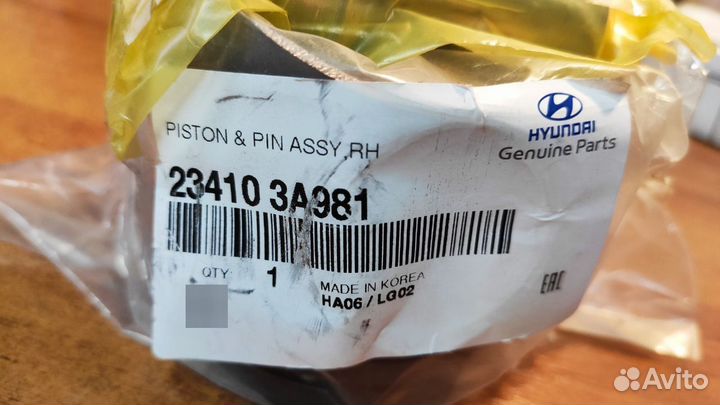 PISTON & PIN ASSY,RH
HYUNDAI
Genuine Parts
23410 3A981
QTY 1
MADE IN KOREA
HA06 / LG02
EAC
Avito